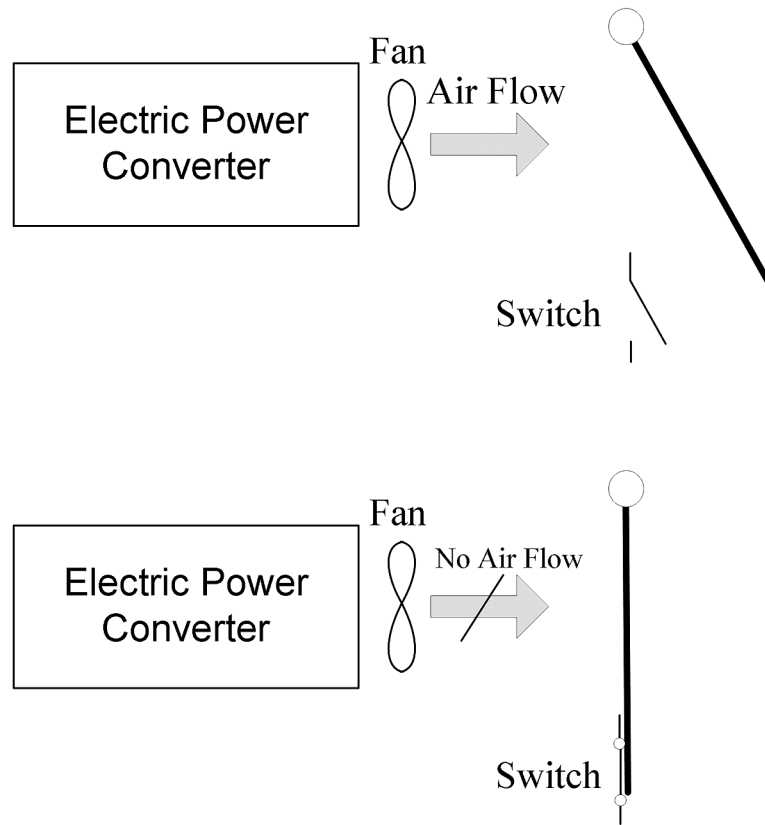 Fan
Air Flow
Electric Power
Converter
Switch
Fan
No Air Flow
Electric Power
Converter
Switch